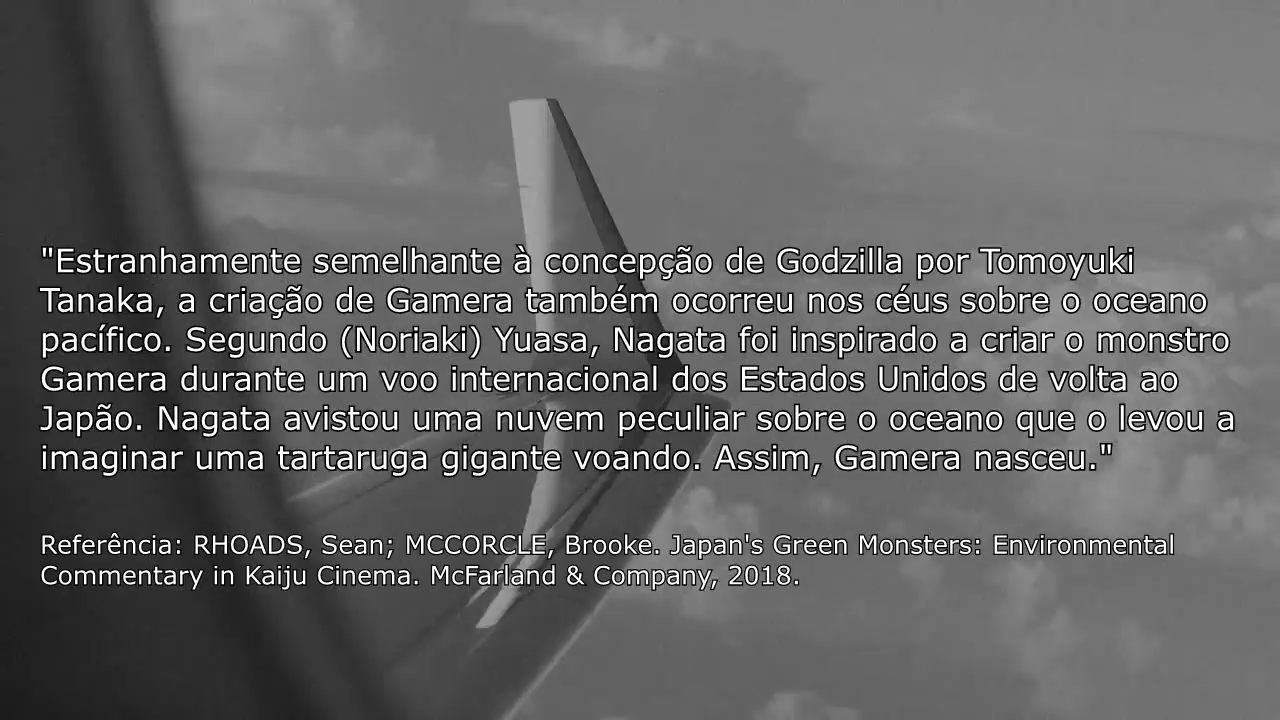 "Estranhamente semelhante à concepção de Godzilla por Tomoyuki
Tanaka, a criação de Gamera também ocorreu nos céus sobre o oceano
pacífico. Segundo (Noriaki) Yuasa, Nagata foi inspirado a criar o monstro
Gamera durante um voo internacional dos Estados Unidos de volta ao
Japão. Nagata avistou uma nuvem peculiar sobre o oceano que o levou a
imaginar uma tartaruga gigante voando. Assim, Gamera nasceu."
Referência: RHOADS, Sean; MCCORCLE, Brooke. Japan's Green Monsters: Environmental
Commentary in Kaiju Cinema. McFarland & Company, 2018.